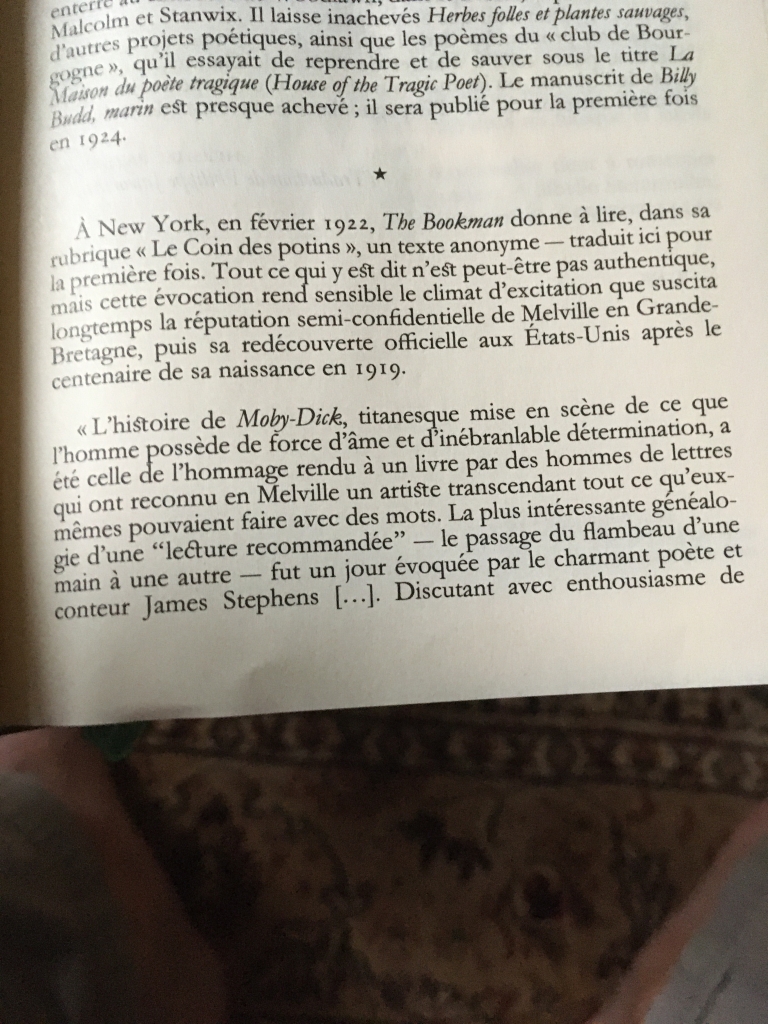 enterré au
Malcolm et Stanwix. Il laisse inachevés Herbes folles et plantes sauvages,
d'autres projets poétiques, ainsi que les poèmes du « club de Bour-
gogne », qu'il essayait de reprendre et de sauver sous le titre La
Maison du poète tragique (House of the Tragic Poet). Le manuscrit de Billy
Budd, marin est presque achevé ; il sera publié pour la première fois
en 1924.
★
À New York, en février 1922, The Bookman donne à lire, dans sa
rubrique « Le Coin des potins », un texte anonyme — traduit ici pour
la première fois. Tout ce qui y est dit n'est peut-être pas authentique,
mais cette évocation rend sensible le climat d'excitation que suscita
longtemps la réputation semi-confidentielle de Melville en Grande-
Bretagne, puis sa redécouverte officielle aux États-Unis après le
centenaire de sa naissance en 1919.
« L'histoire de Moby-Dick, titanesque mise en scène de ce que
l'homme possède de force d'âme et d'inébranlable détermination, a
été celle de l'hommage rendu à un livre par des hommes de lettres
qui ont reconnu en Melville un artiste transcendant tout ce qu'eux-
mêmes pouvaient faire avec des mots. La plus intéressante généalo-
gie d'une “lecture recommandée” — le passage du flambeau d'une
main à une autre — fut un jour évoquée par le charmant poète et
conteur James Stephens [...]. Discutant avec enthousiasme de